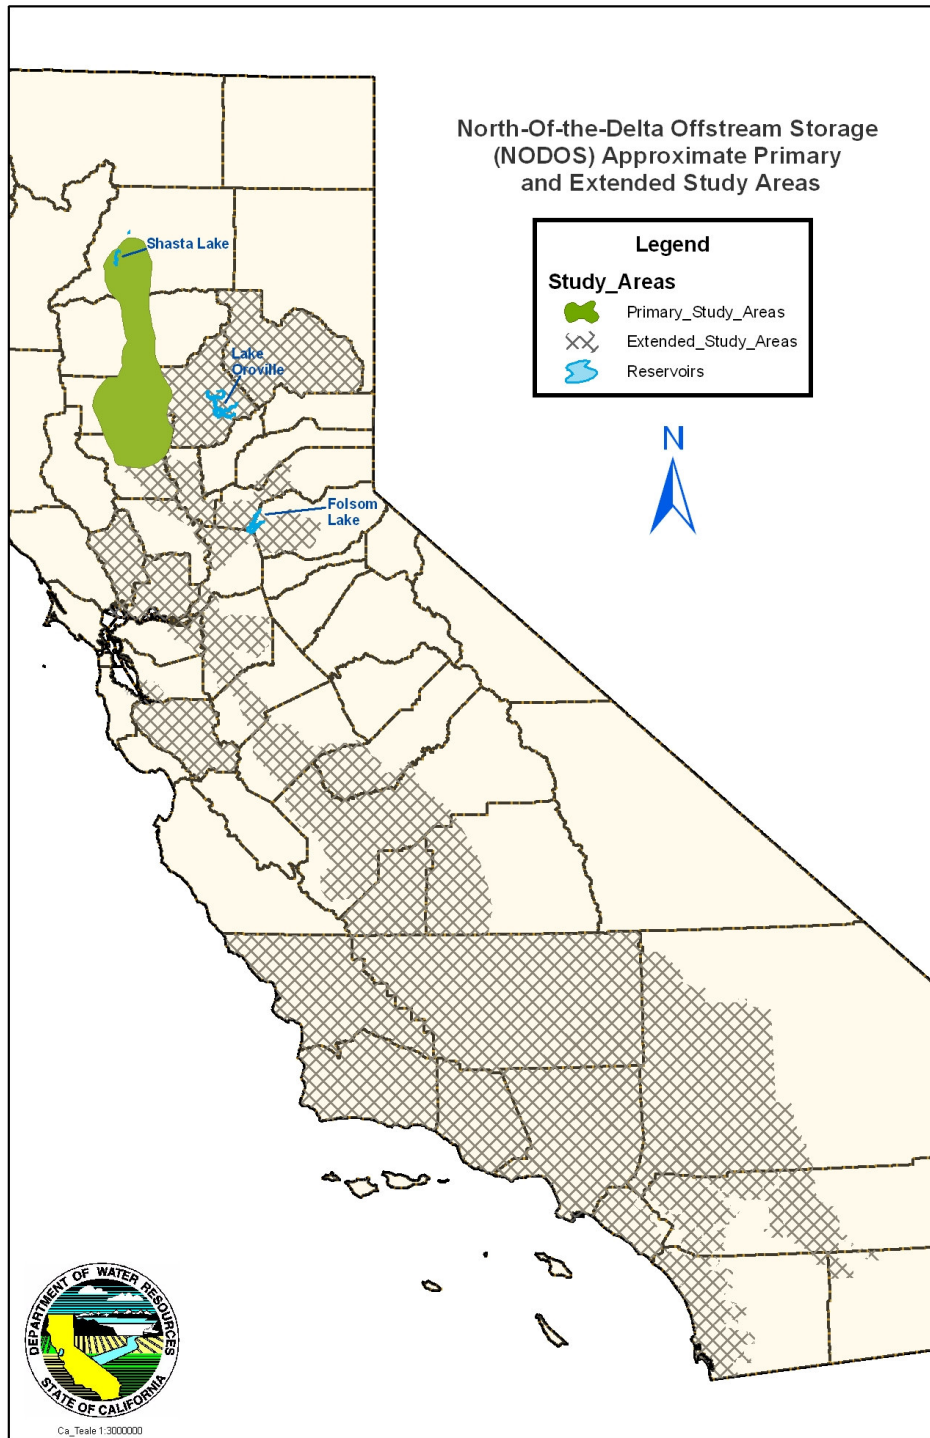 North-Of-the-Delta Offstream Storage
(NODOS) Approximate Primary
and Extended Study Areas
Legend
Study_Areas
Primary_Study_Areas
Extended_Study_Areas
Reservoirs
N
Shasta Lake
Lake
Oroville
Folsom
Lake
DEPARTMENT OF WATER RESOURCES
STATE OF CALIFORNIA
Ca_Teale 1:3000000